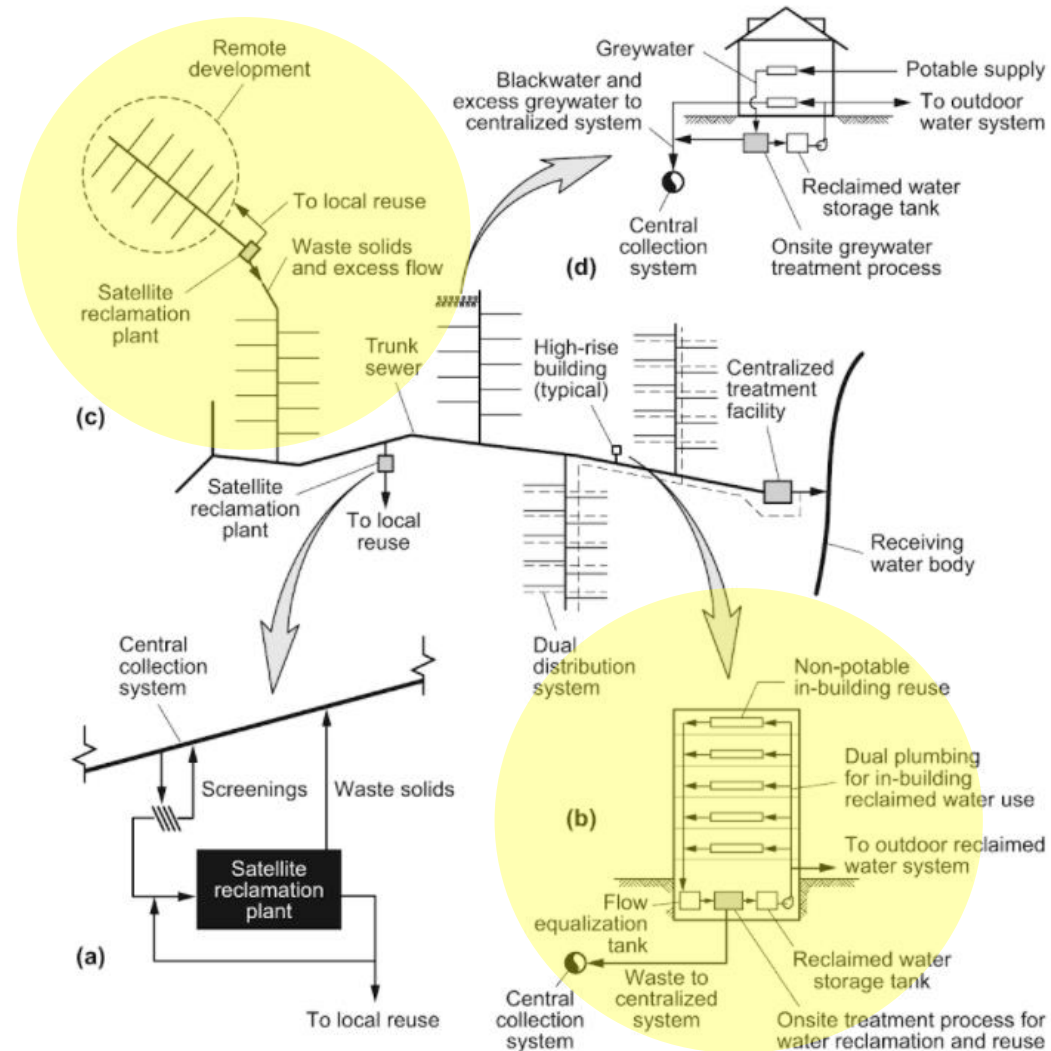 Remote
development
To local reuse
Waste solids
and excess flow
Satellite
reclamation
plant
(c)
Greywater
Blackwater and
excess greywater to
centralized system
Potable supply
To outdoor
water system
Reclaimed water
storage tank
Central
collection
system
(d)
Onsite greywater
treatment process
Trunk
sewer
High-rise
building
(typical)
Centralized
treatment
facility
Satellite
reclamation
plant
To local
reuse
Receiving
water body
Dual
distribution
system
Central
collection
system
Screenings
Waste solids
Satellite
reclamation
plant
(a)
To local reuse
Non-potable
in-building reuse
Dual plumbing
for in-building
reclaimed water use
(b)
To outdoor reclaimed
water system
Flow
equalization
tank
Reclaimed water
storage tank
Waste to
centralized
system
Central
collection
system
Onsite treatment process for
water reclamation and reuse